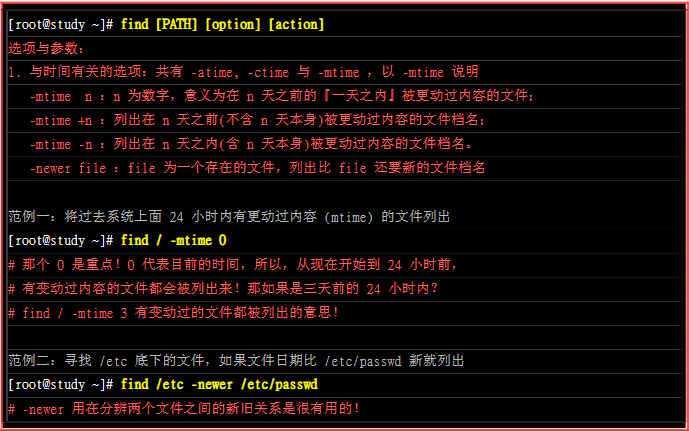 [root@study ~]# find [PATH] [option] [action]
选项与参数：
1. 与时间有关的选项：共有 -atime, -ctime 与 -mtime ，以 -mtime 说明
-mtime  n ：n 为数字，意义为在 n 天之前的『一天之内』被更动过内容的文件；
-mtime +n ：列出在 n 天之前(不含 n 天本身)被更动过内容的文件档名；
-mtime -n ：列出在 n 天之内(含 n 天本身)被更动过内容的文件档名。
-newer file ：file 为一个存在的文件，列出比 file 还要新的文件档名
范例一：将过去系统上面 24 小时内有更动过内容 (mtime) 的文件列出
[root@study ~]# find / -mtime 0
# 那个 0 是重点！0 代表目前的时间，所以，从现在开始到 24 小时前，
# 有变动过内容的文件都会被列出来！那如果是三天前的 24 小时内？
# find / -mtime 3 有变动过的文件都被列出的意思！
范例二：寻找 /etc 底下的文件，如果文件日期比 /etc/passwd 新就列出
[root@study ~]# find /etc -newer /etc/passwd
# -newer 用在分辨两个文件之间的新旧关系是很有用的！